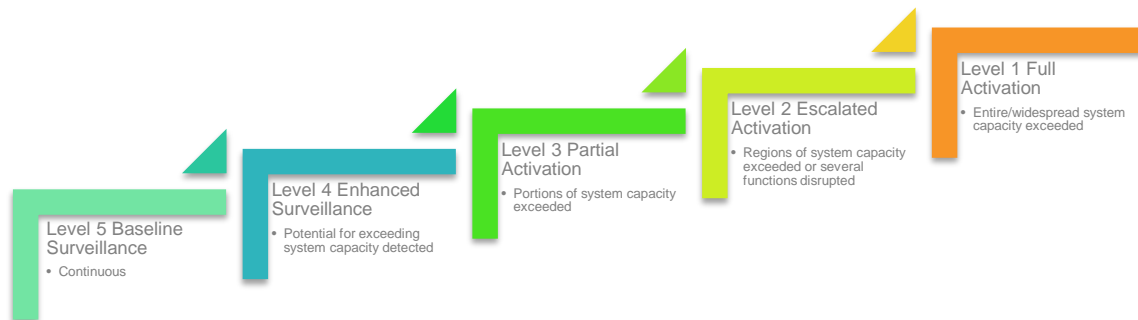 Level 5 Baseline
Surveillance
• Continuous
Level 4 Enhanced
Surveillance
• Potential for exceeding
system capacity detected
Level 3 Partial
Activation
• Portions of system capacity
exceeded
Level 2 Escalated
Activation
• Regions of system capacity
exceeded or several
functions disrupted
Level 1 Full
Activation
• Entire/widespread system
capacity exceeded